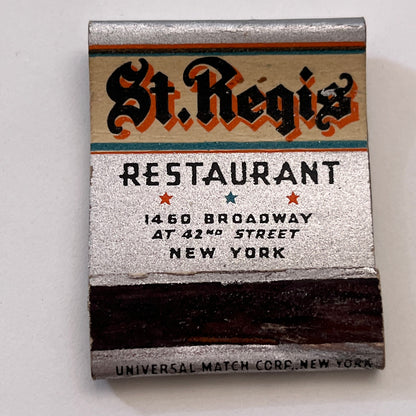 St. Regis
RESTAURANT
1460 BROADWAY
AT 42ND STREET
NEW YORK
UNIVERSAL MATCH CORP., NEW YORK